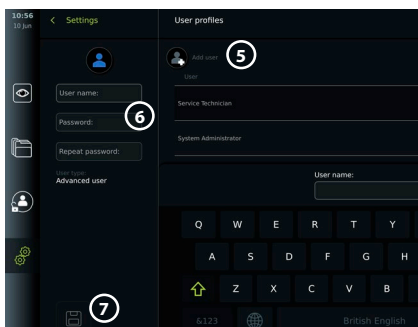 10:56
10 Jun
Settings
User profiles
Add user
5
User
User name:
Service Technician
Password:
6
System Administrator
Repeat password:
User type:
Advanced user
User name:
Q W E R T Y
A S D F G H
Z X C V B
7
&123
British English